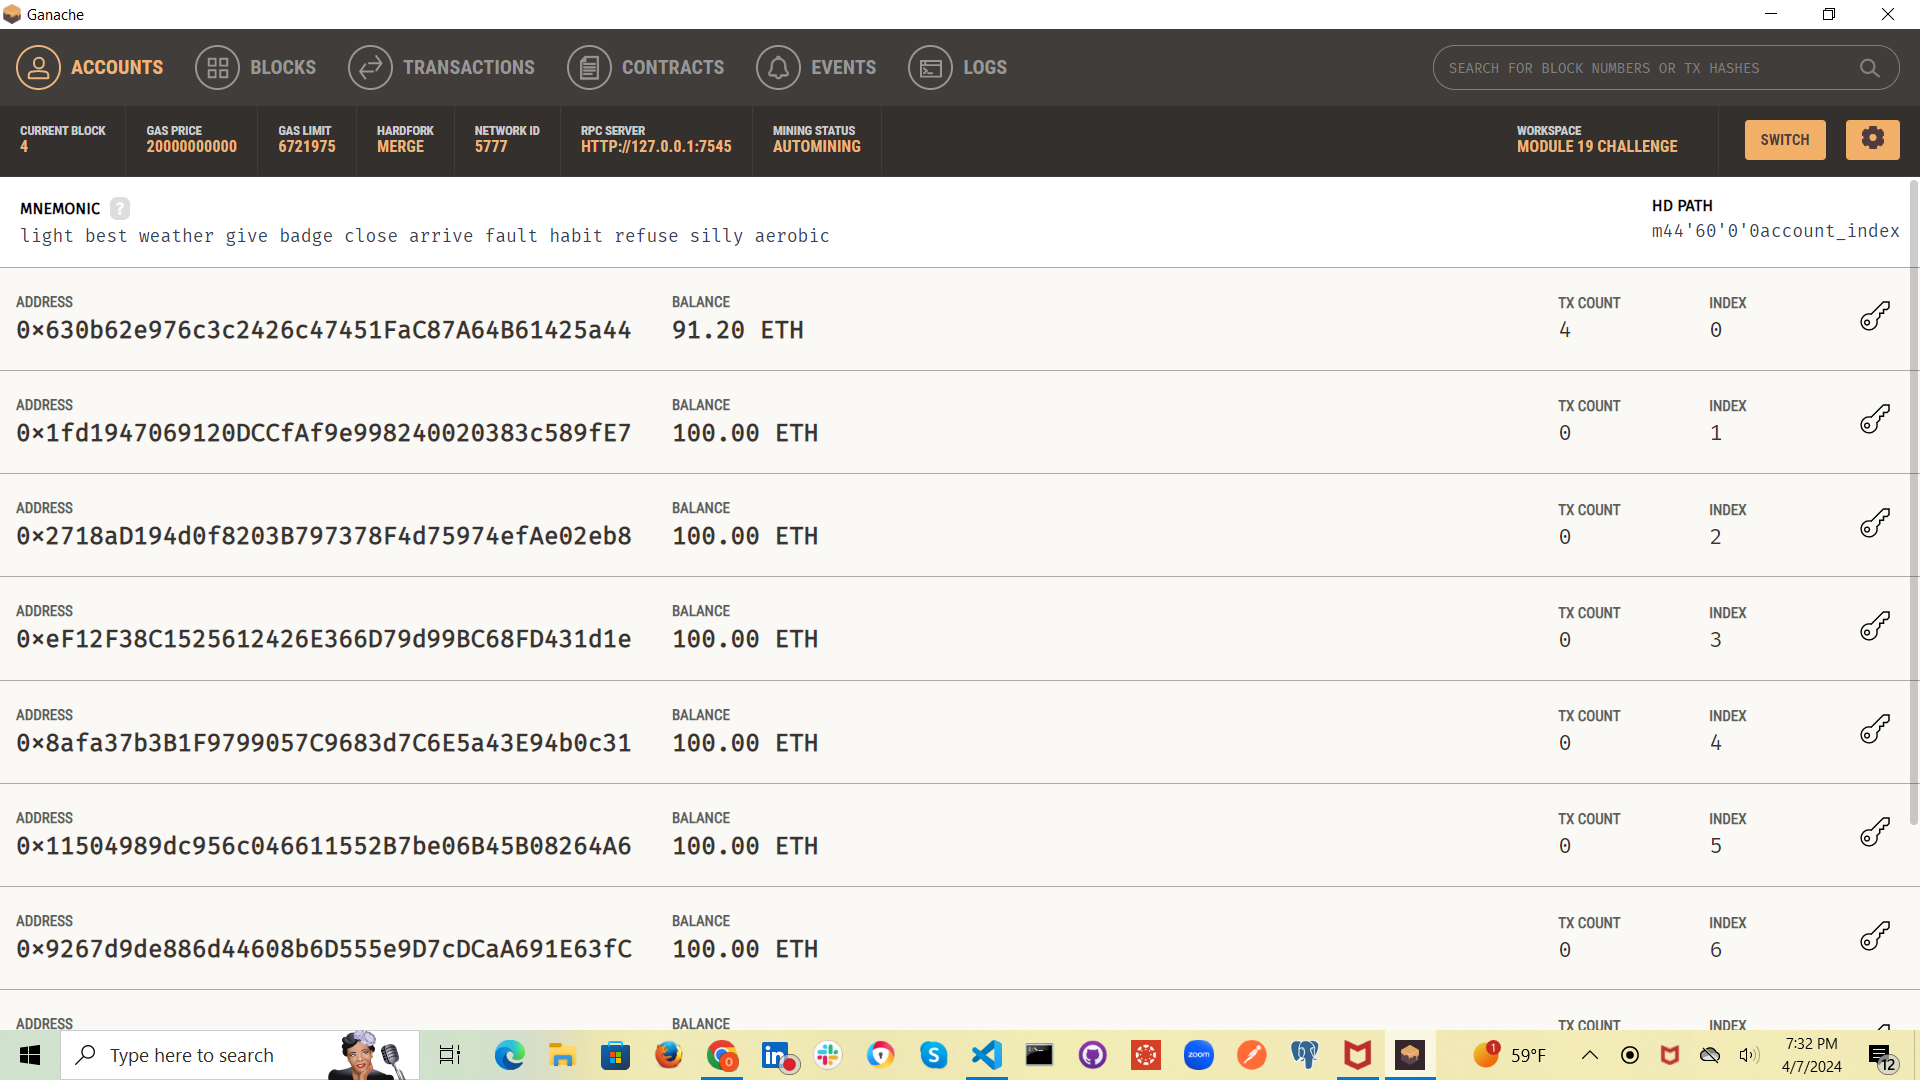 Ganache
ACCOUNTS BLOCKS TRANSACTIONS CONTRACTS EVENTS LOGS SEARCH FOR BLOCK NUMBERS OR TX HASHES
CURRENT BLOCK GAS PRICE GAS LIMIT HARDFORK NETWORK ID RPC SERVER MINING STATUS WORKSPACE
4 20000000000 6721975 MERGE 5777 HTTP://127.0.0.1:7545 AUTOMINING MODULE 19 CHALLENGE SWITCH
MNEMONIC ? HD PATH
light best weather give badge close arrive fault habit refuse silly aerobic m44'60'0'0account_index
ADDRESS BALANCE TX COUNT INDEX
0×630b62e976c3c2426c47451FaC87A64B61425a44 91.20 ETH 4 0
ADDRESS BALANCE TX COUNT INDEX
0×1fd1947069120DCCfAf9e998240020383c589fE7 100.00 ETH 0 1
ADDRESS BALANCE TX COUNT INDEX
0×2718aD194d0f8203B797378F4d75974efAe02eb8 100.00 ETH 0 2
ADDRESS BALANCE TX COUNT INDEX
0×eF12F38C1525612426E366D79d99BC68FD431d1e 100.00 ETH 0 3
ADDRESS BALANCE TX COUNT INDEX
0×8afa37b3B1F9799057C9683d7C6E5a43E94b0c31 100.00 ETH 0 4
ADDRESS BALANCE TX COUNT INDEX
0×11504989dc956c046611552B7be06B45B08264A6 100.00 ETH 0 5
ADDRESS BALANCE TX COUNT INDEX
0×9267d9de886d44608b6D555e9D7cDCaA691E63fC 100.00 ETH 0 6
ADDRESS BALANCE TX COUNT INDEX
Type here to search in S zoom 1 59°F 7:32 PM
4/7/2024 12